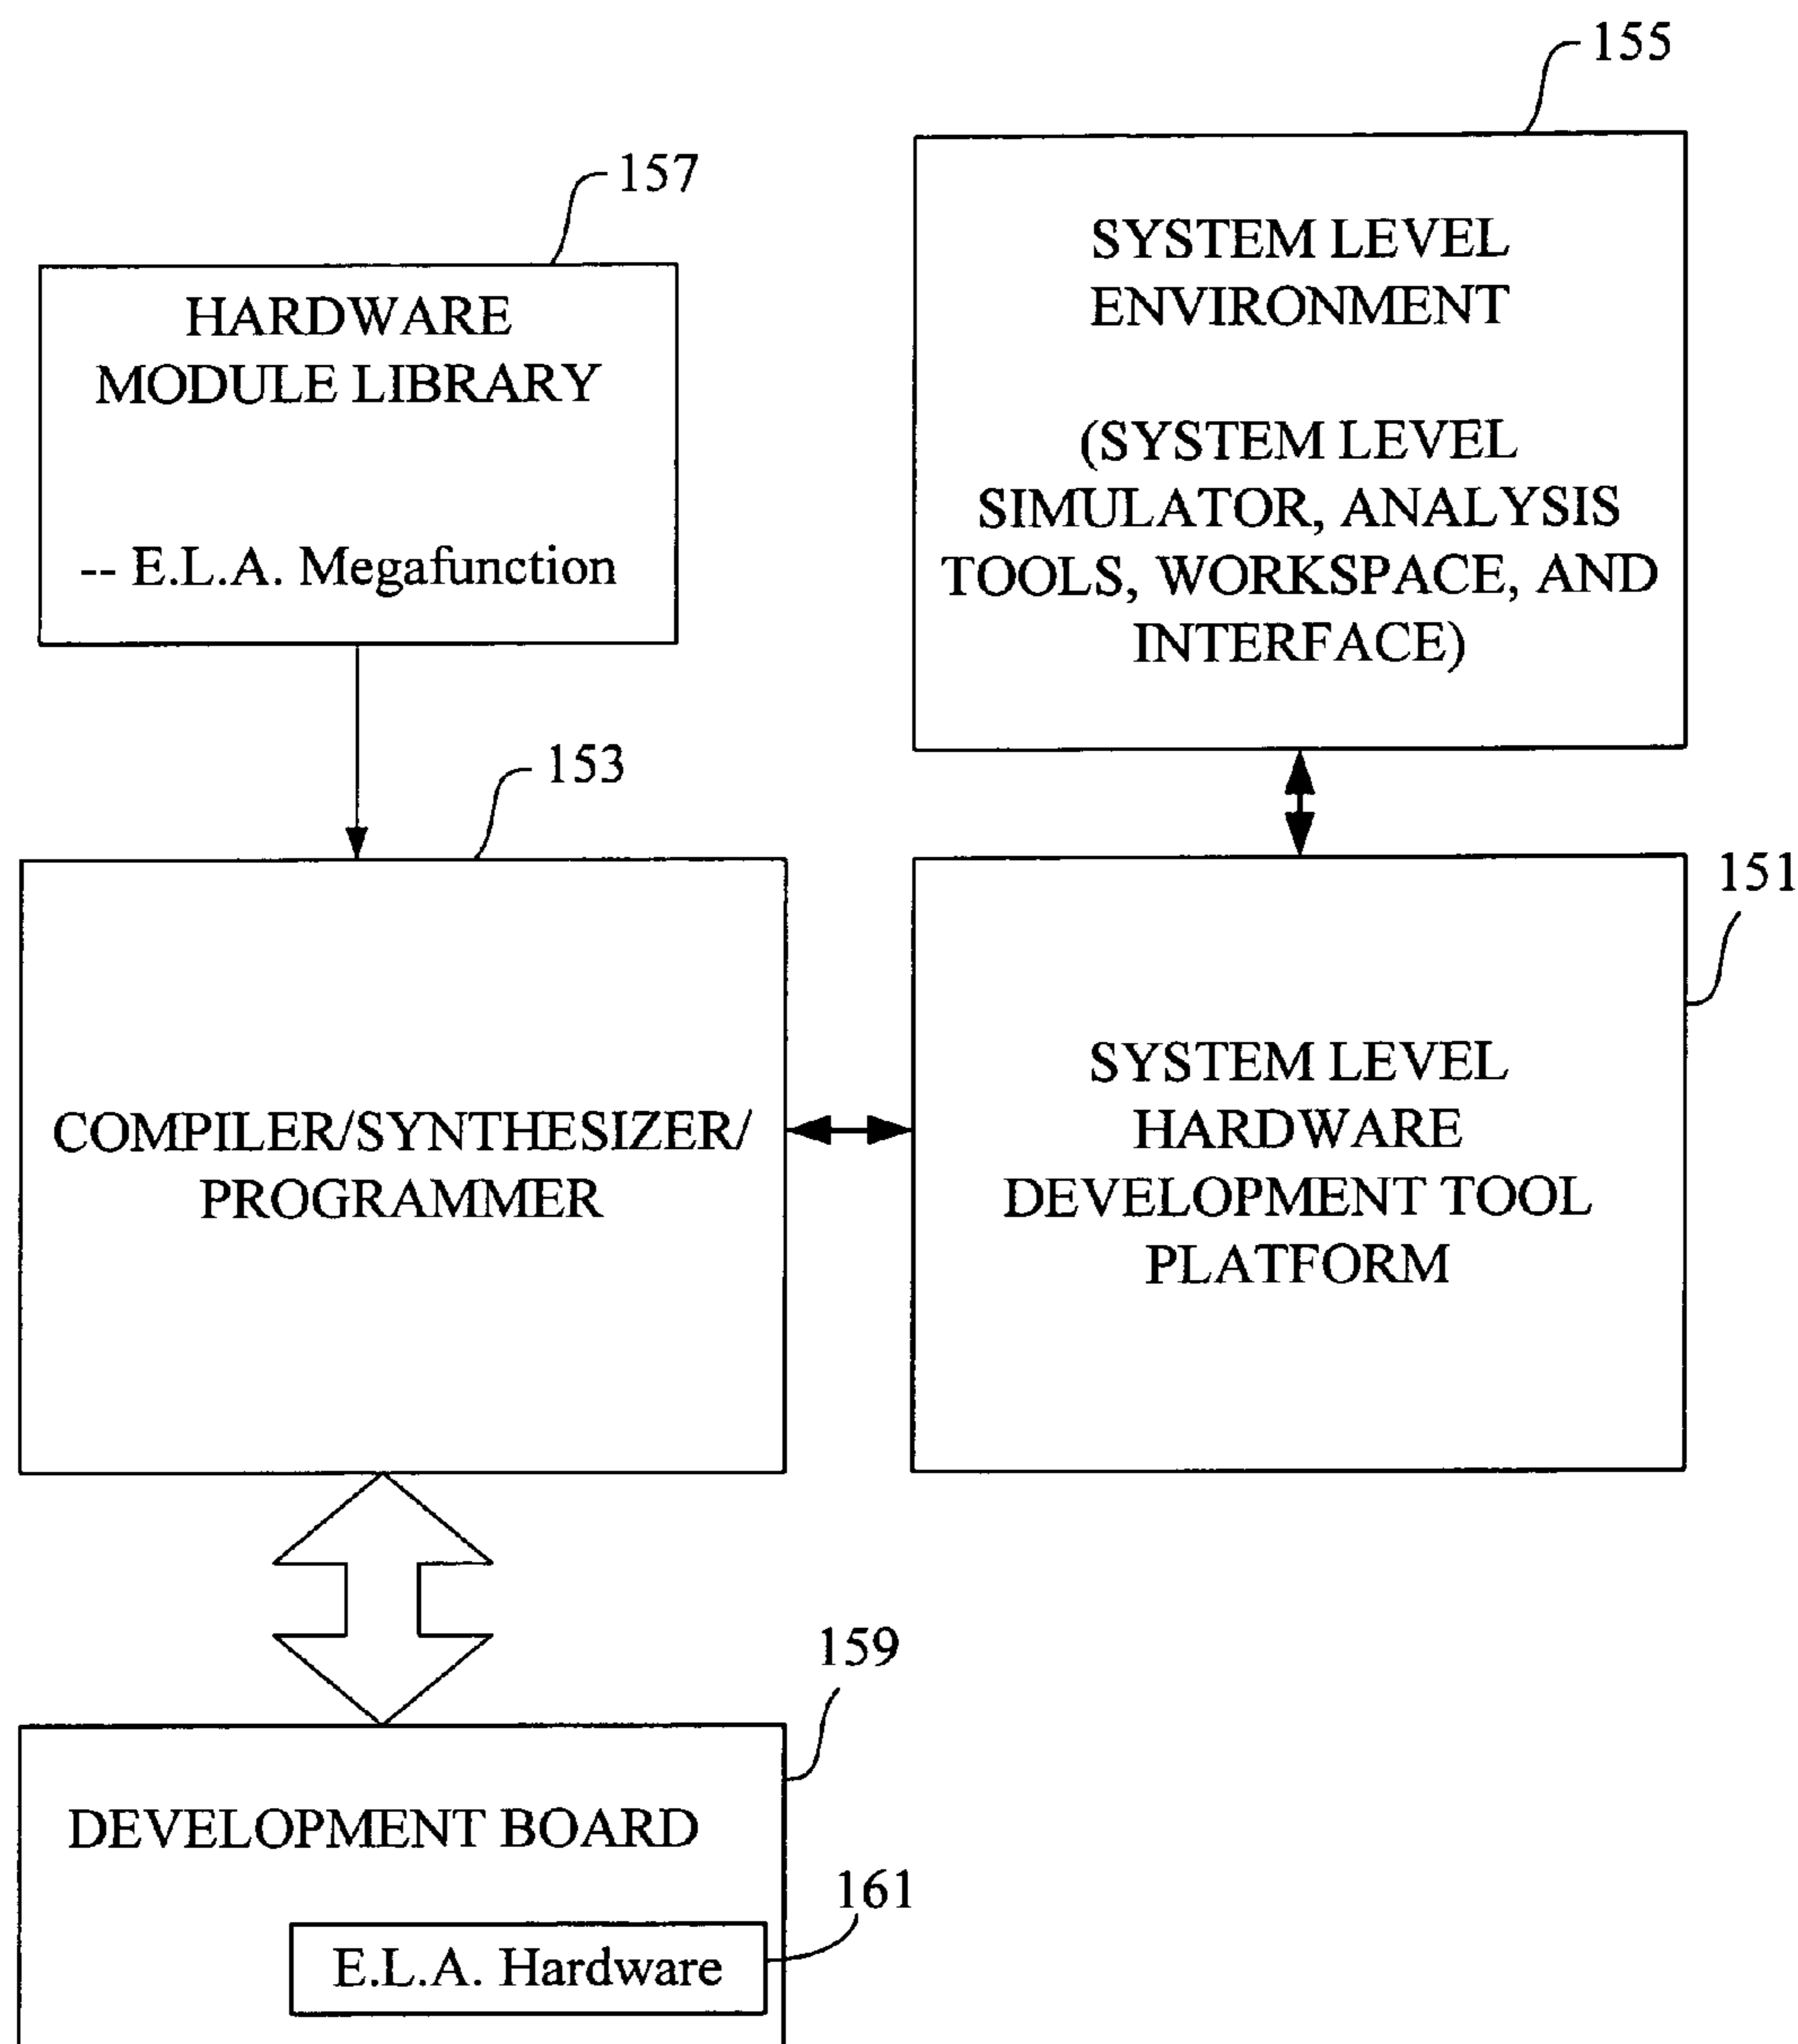 155
157
SYSTEM LEVEL
ENVIRONMENT
(SYSTEM LEVEL
SIMULATOR, ANALYSIS
TOOLS, WORKSPACE, AND
INTERFACE)
HARDWARE
MODULE LIBRARY
-- E.L.A. Megafunction
153
151
COMPILER/SYNTHESIZER/
PROGRAMMER
SYSTEM LEVEL
HARDWARE
DEVELOPMENT TOOL
PLATFORM
159
DEVELOPMENT BOARD
161
E.L.A. Hardware